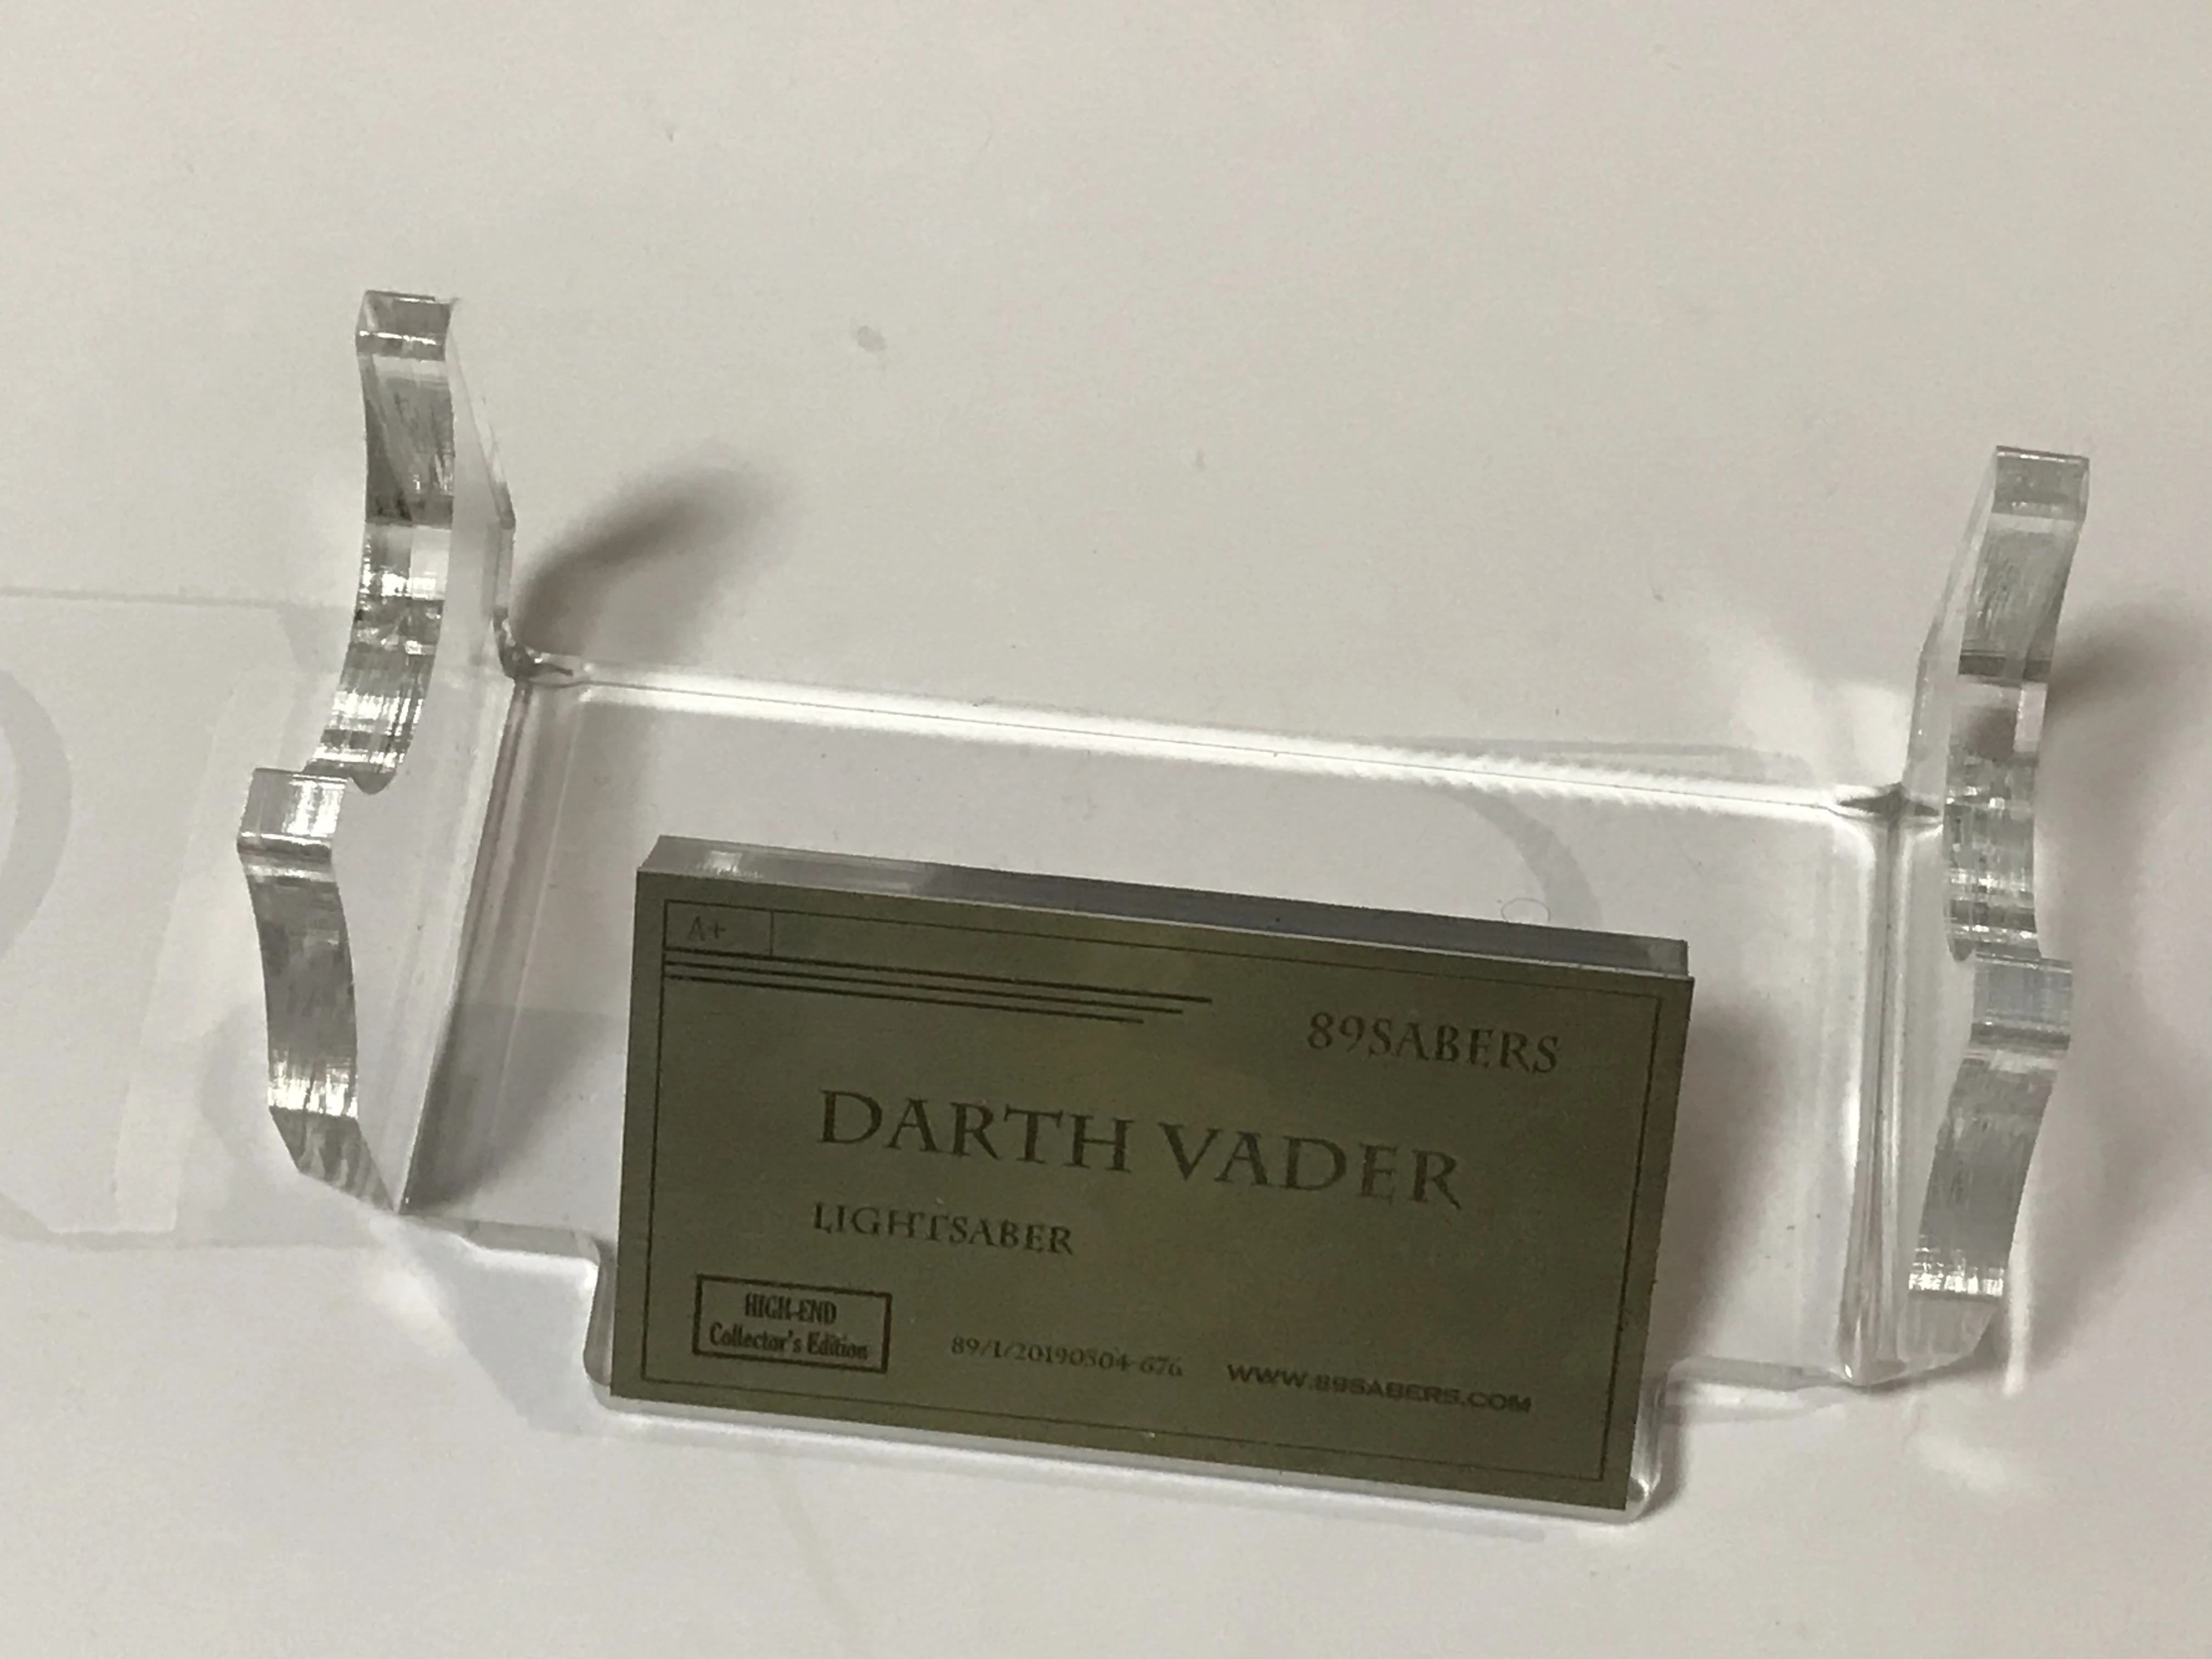 A+
89SABERS
DARTH VADER
LIGHTSABER
HIGH-END
Collector's Edition
89/1/20190504-676
WWW.89SABERS.COM